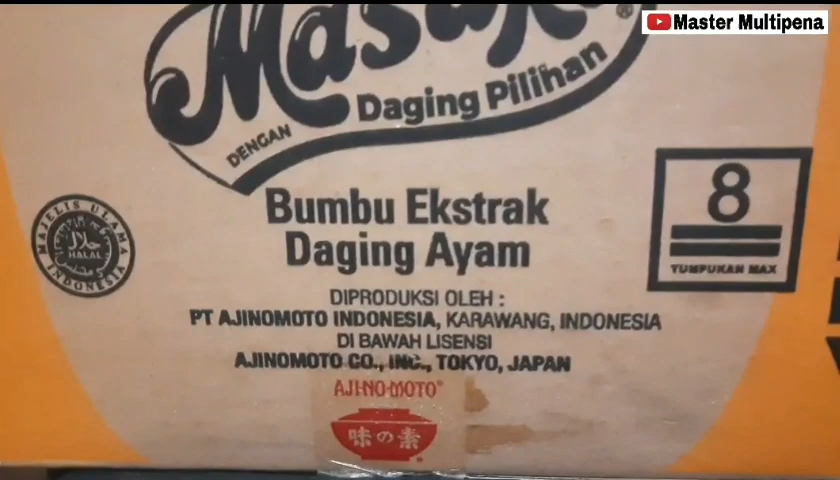 Master Multipena
Masako®
DENGAN Daging Pilihan
Bumbu Ekstrak
Daging Ayam
MAJELIS ULAMA
حلال
HALAL
INDONESIA
8
TUMPUKAN MAX
DIPRODUKSI OLEH :
PT AJINOMOTO INDONESIA, KARAWANG, INDONESIA
DI BAWAH LISENSI
AJINOMOTO CO., INC., TOKYO, JAPAN
AJI-NO-MOTO®
味の素